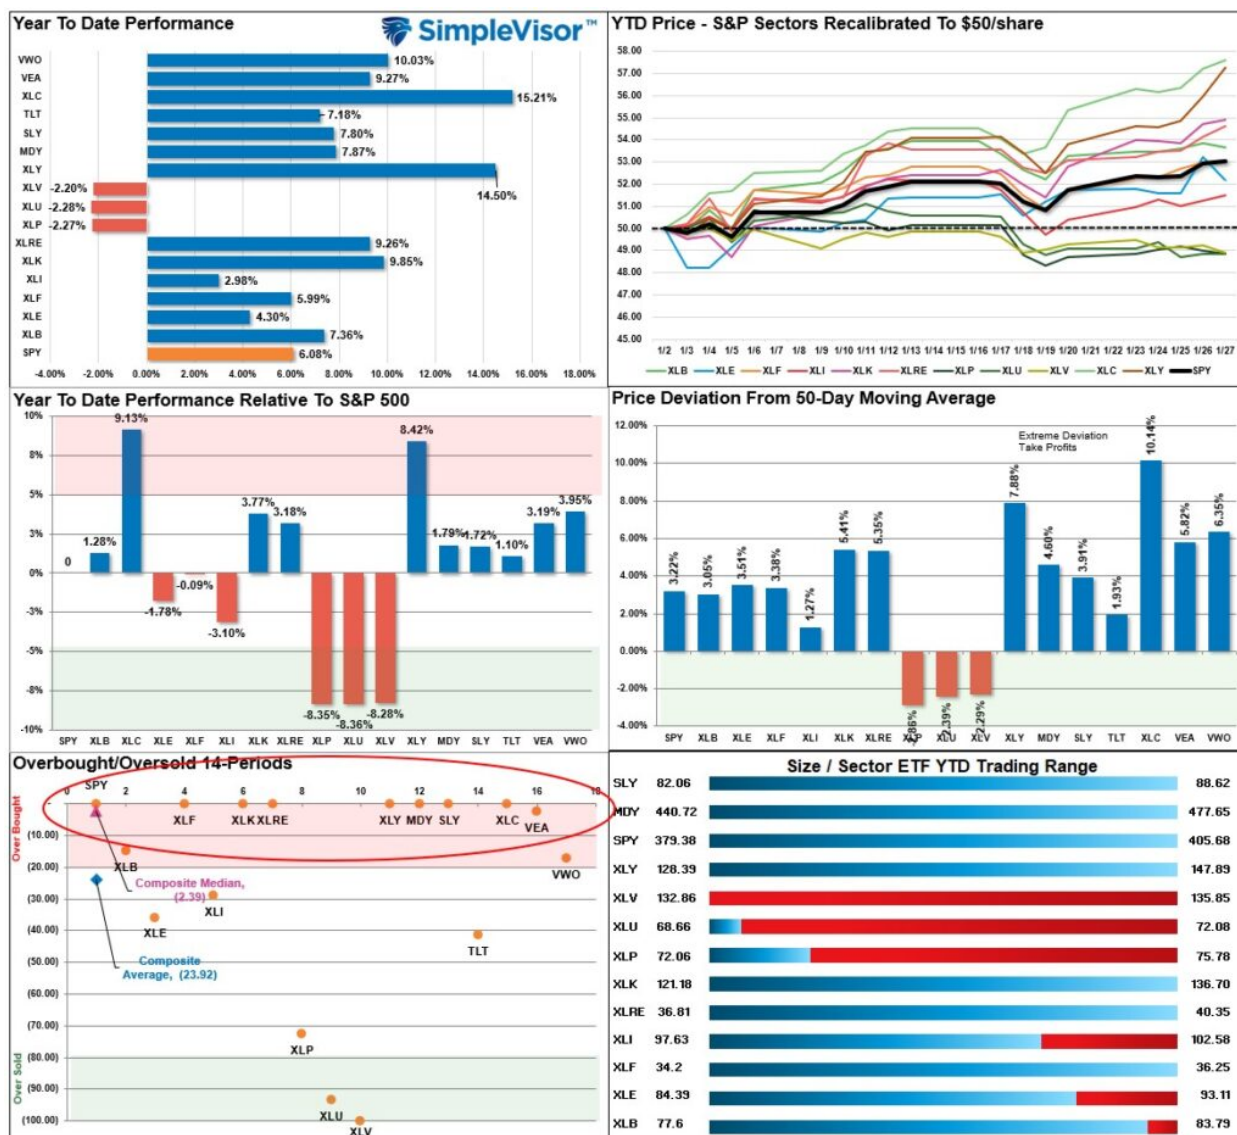 Year To Date Performance
SimpleVisor™
VWO 10.03%
VEA 9.27%
XLC 15.21%
TLT 7.18%
SLY 7.80%
MDY 7.87%
XLY 14.50%
XLV -2.20%
XLU -2.28%
XLP -2.27%
XLRE 9.26%
XLK 9.85%
XLI 2.98%
XLF 5.99%
XLE 4.30%
XLB 7.36%
SPY 6.08%
-4.00% -2.00% 0.00% 2.00% 4.00% 6.00% 8.00% 10.00% 12.00% 14.00% 16.00% 18.00%
YTD Price - S&P Sectors Recalibrated To $50/share
58.00
57.00
56.00
55.00
54.00
53.00
52.00
51.00
50.00
49.00
48.00
47.00
46.00
45.00
1/2 1/3 1/4 1/5 1/6 1/7 1/8 1/9 1/10 1/11 1/12 1/13 1/14 1/15 1/16 1/17 1/18 1/19 1/20 1/21 1/22 1/23 1/24 1/25 1/26 1/27
XLB XLE XLF XLI XLK XLRE XLP XLU XLV XLC XLY SPY
Year To Date Performance Relative To S&P 500
10%
8%
5%
3%
0%
-3%
-5%
-8%
-10%
0 1.28% 9.13% -1.78% -0.09% -3.10% 3.77% 3.18% -8.35% -8.36% -8.28% 8.42% 1.79% 1.72% 1.10% 3.19% 3.95%
SPY XLB XLC XLE XLF XLI XLK XLRE XLP XLU XLV XLY MDY SLY TLT VEA VWO
Price Deviation From 50-Day Moving Average
Extreme Deviation
Take Profits
12.00%
10.00%
8.00%
6.00%
4.00%
2.00%
0.00%
-2.00%
-4.00%
3.22% 3.05% 3.51% 3.38% 1.27% 5.41% 5.35% -2.86% -2.39% -2.29% 7.88% 4.60% 3.91% 1.93% 10.14% 5.82% 6.35%
SPY XLB XLE XLF XLI XLK XLRE XLP XLU XLV XLY MDY SLY TLT XLC VEA VWO
Overbought/Oversold 14-Periods
SPY
2 4 6 8 10 12 14 16 18
-
(10.00)
(20.00)
(30.00)
(40.00)
(50.00)
(60.00)
(70.00)
(80.00)
(90.00)
(100.00)
Over Bought
Over Sold
XLF XLK XLRE XLY MDY SLY XLC VEA
XLB
VWO
Composite Median,
(2.39)
XLI
XLE
TLT
Composite
Average, (23.92)
XLP
XLU
XLV
Size / Sector ETF YTD Trading Range
SLY 82.06 88.62
MDY 440.72 477.65
SPY 379.38 405.68
XLY 128.39 147.89
XLV 132.86 135.85
XLU 68.66 72.08
XLP 72.06 75.78
XLK 121.18 136.70
XLRE 36.81 40.35
XLI 97.63 102.58
XLF 34.2 36.25
XLE 84.39 93.11
XLB 77.6 83.79